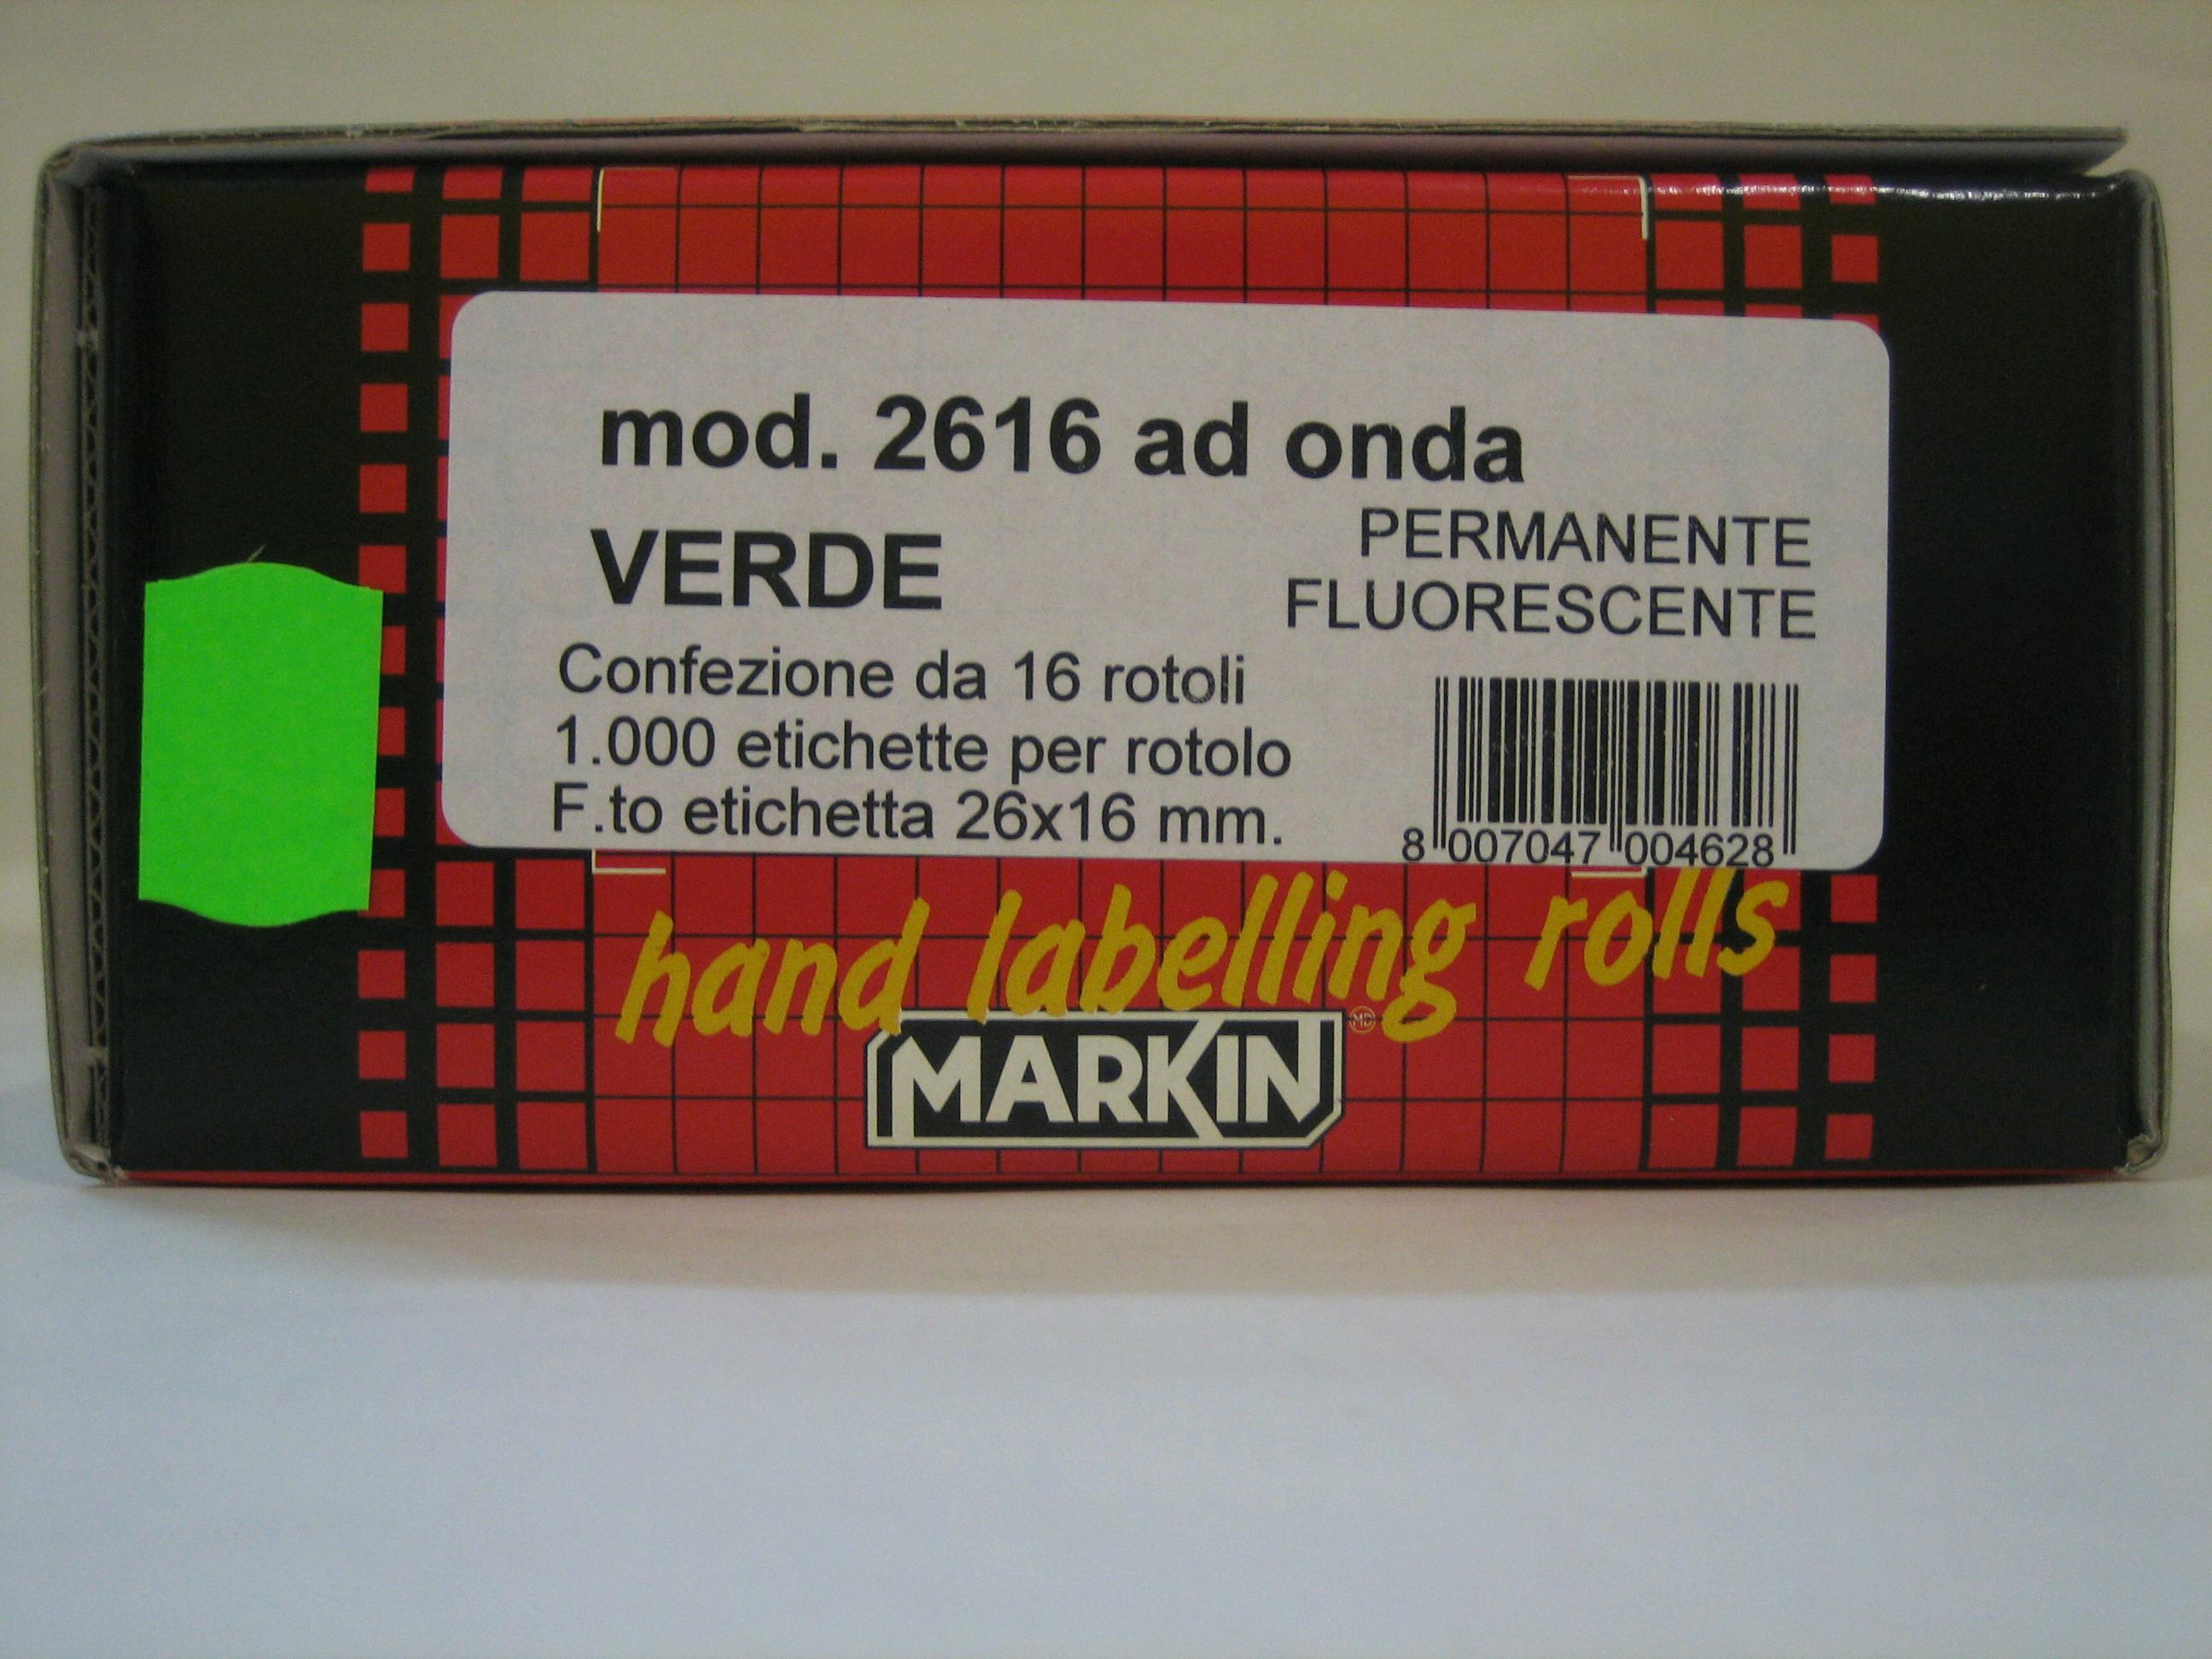 mod. 2616 ad onda
VERDE
PERMANENTE
FLUORESCENTE
Confezione da 16 rotoli
1.000 etichette per rotolo
F.to etichetta 26x16 mm.
8 007047 004628
hand labelling rolls
MARKIN